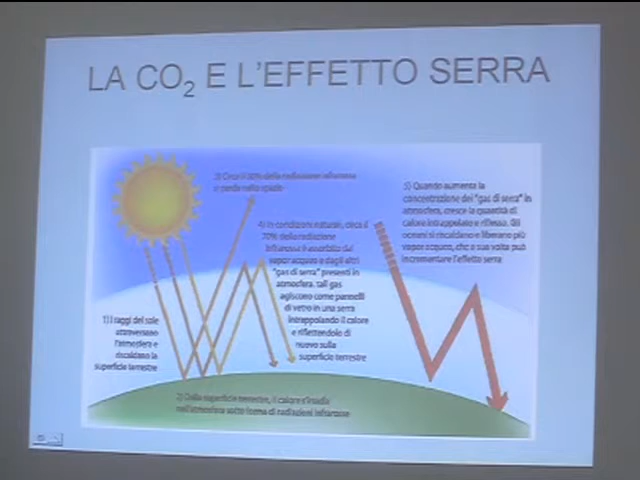 LA CO2 E L'EFFETTO SERRA
3) Circa il 30% della radiazione infrarossa
si perde nello spazio
4) In condizioni naturali, circa il
70% della radiazione
infrarossa è assorbita dal
vapor acqueo e dagli altri
"gas di serra" presenti in
atmosfera. tali gas
agiscono come pannelli
di vetro in una serra
intrappolando il calore
e riflettendolo di
nuovo sulla
superficie terrestre
5) Quando aumenta la
concentrazione dei "gas di serra" in
atmosfera, cresce la quantità di
calore intrappolato e riflesso. Gli
oceani si riscaldano e liberano più
vapor acqueo, che a sua volta può
incrementare l'effetto serra
1) I raggi del sole
attraversano
l'atmosfera e
riscaldano la
superficie terrestre
2) Dalla superficie terrestre, il calore s'irradia
nell'atmosfera sotto forma di radiazioni infrarosse